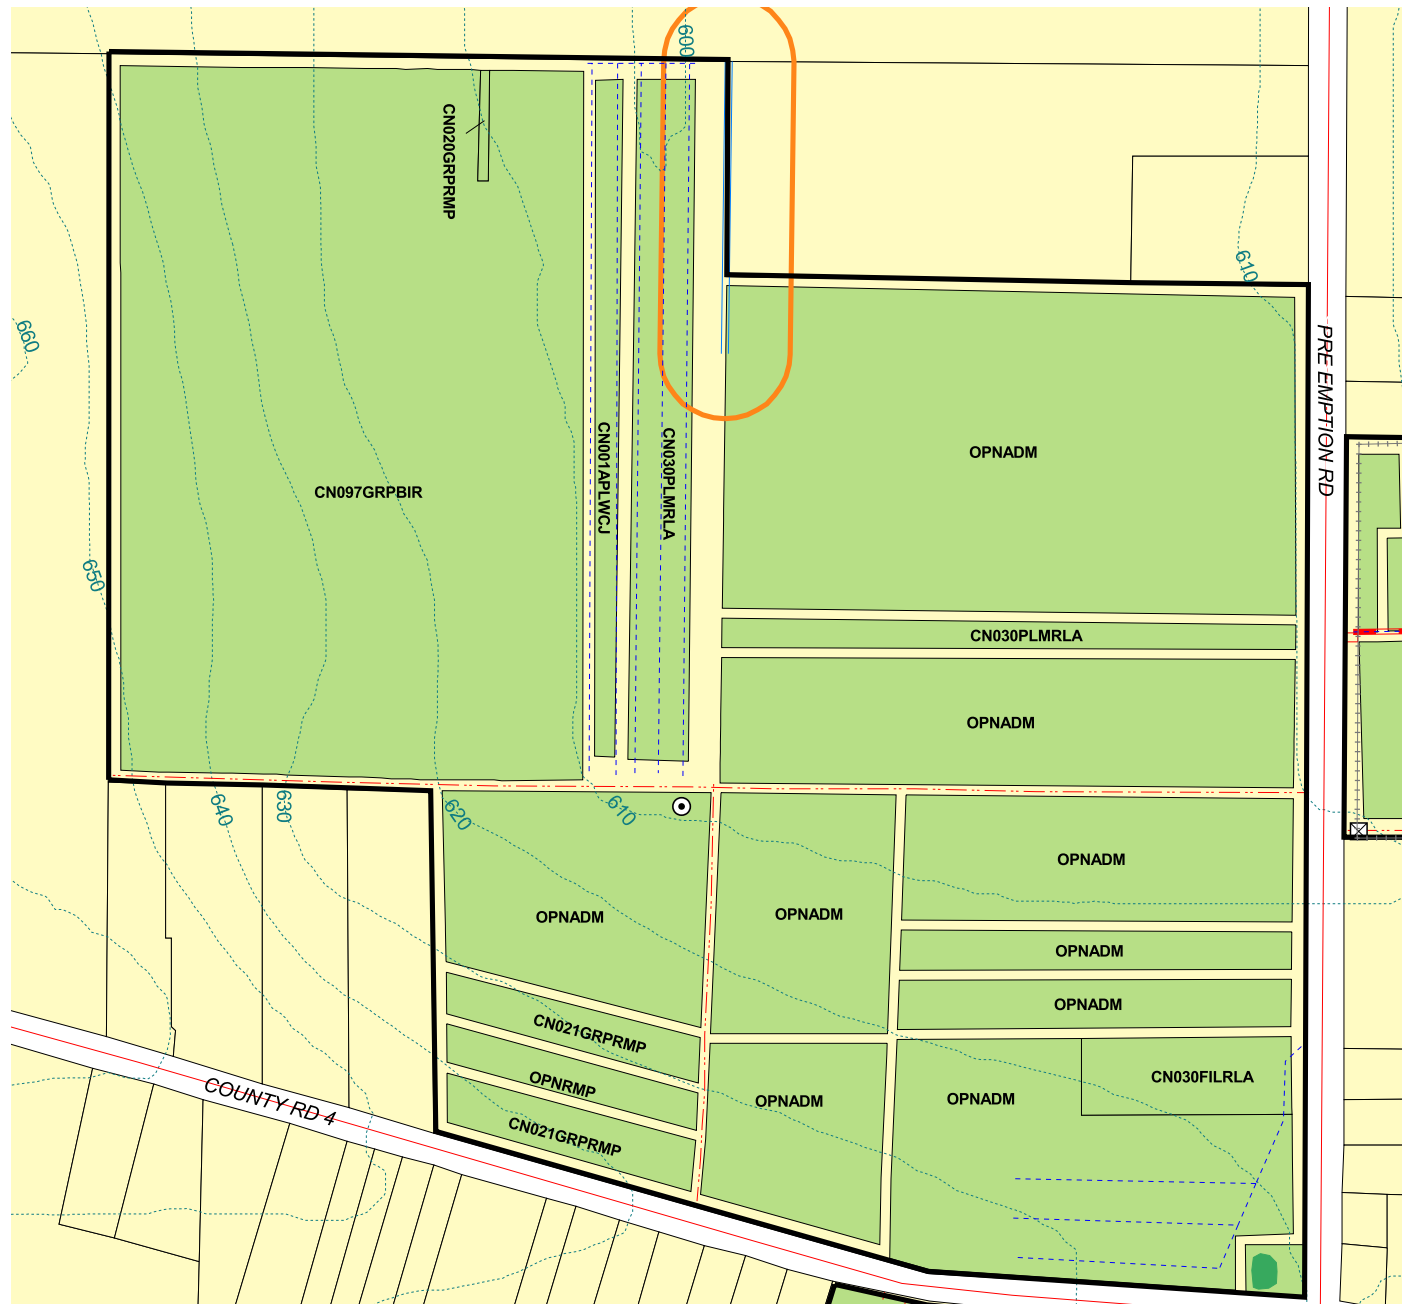 600
CN020GRPRMP
610
660
PRE EMPTION RD
OPNADM
CN001APLWCJ
CN030PLMRLA
CN097GRPBIR
650
CN030PLMRLA
OPNADM
640
630
620
610
OPNADM
OPNADM
OPNADM
OPNADM
OPNADM
CN021GRPRMP
CN030FILRLA
OPNRMP
OPNADM
OPNADM
COUNTY RD 4
CN021GRPRMP